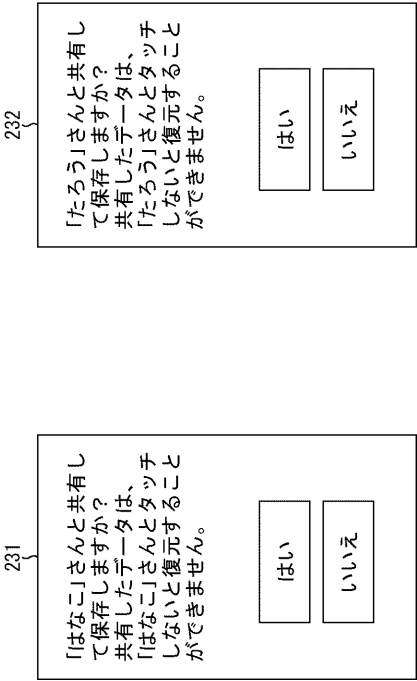 231
「はなこ」さんと共有し
て保存しますか？
共有したデータは、
「はなこ」さんとタッチ
しないと復元すること
ができません。
はい
いいえ
232
「たろう」さんと共有し
て保存しますか？
共有したデータは、
「たろう」さんとタッチ
しないと復元すること
ができません。
はい
いいえ